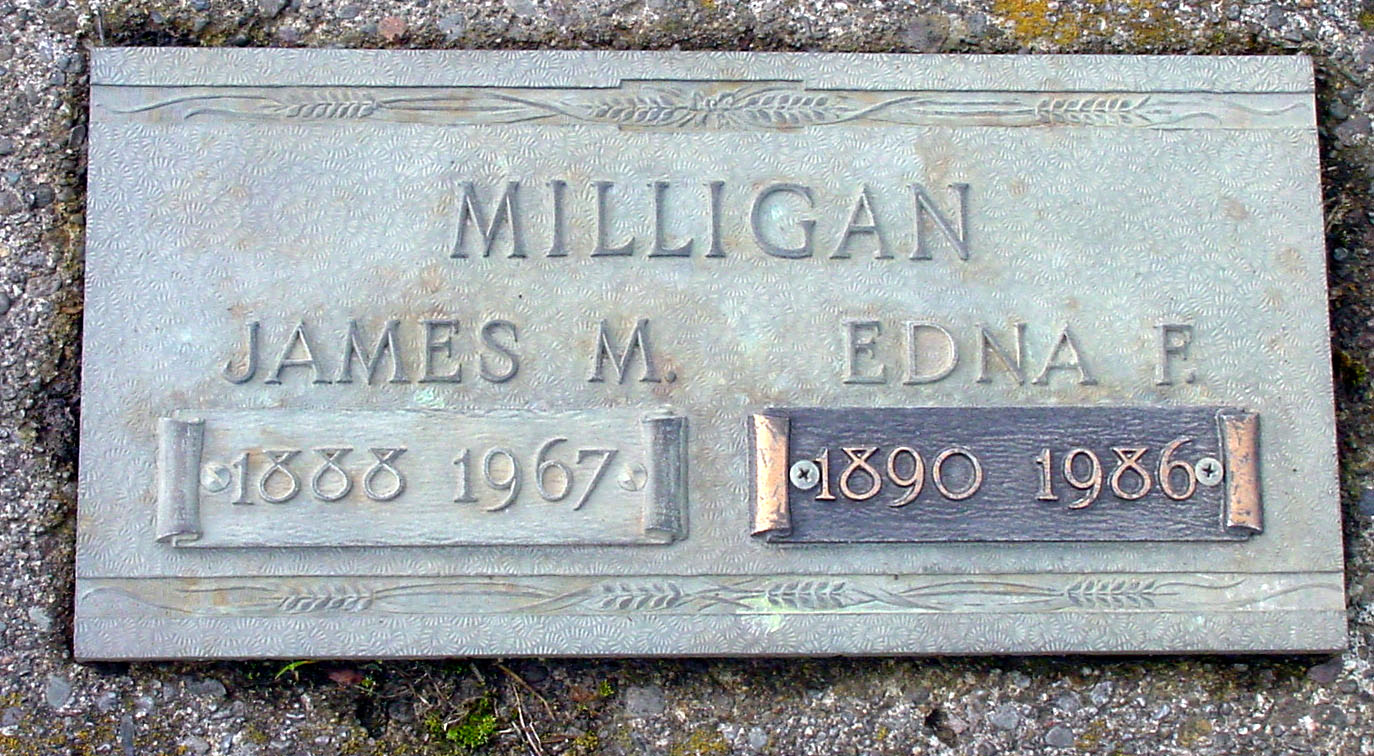 MILLIGAN
JAMES M. EDNA F.
1888 1967 1890 1986